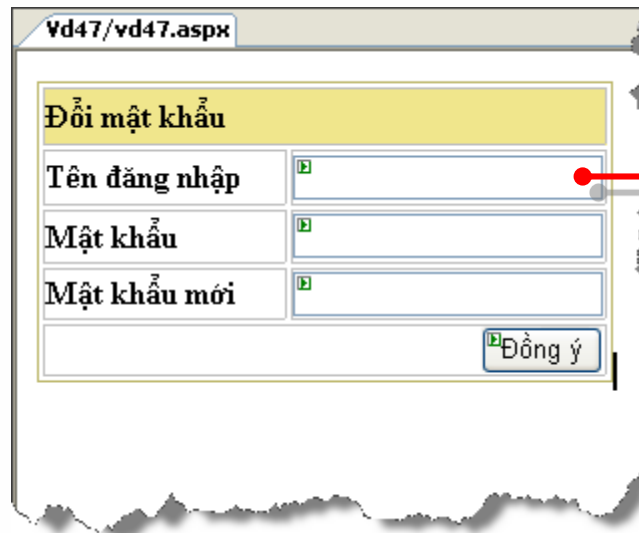 Vd47/vd47.aspx
Đổi mật khẩu
Tên đăng nhập
Mật khẩu
Mật khẩu mới
Đồng ý